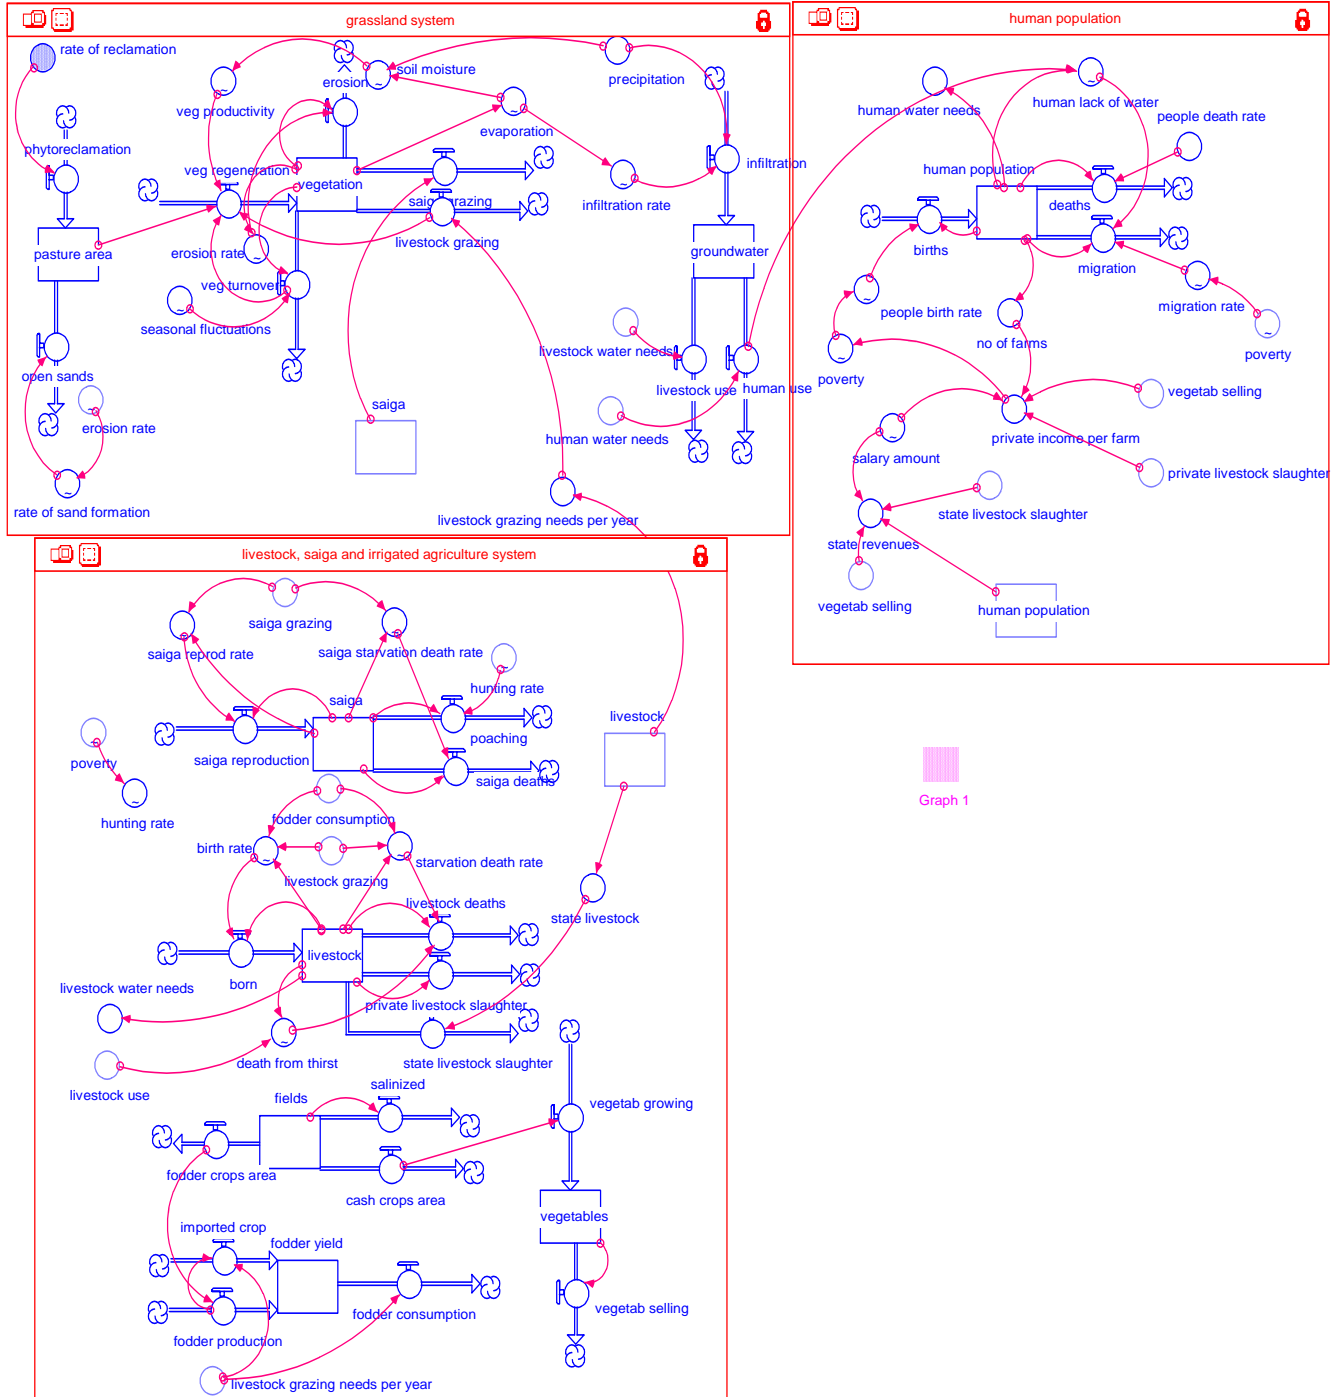 grassland system
rate of reclamation
erosion
soil moisture
precipitation
veg productivity
evaporation
phytoreclamation
veg regeneration
vegetation
infiltration
saiga grazing
infiltration rate
livestock grazing
pasture area
erosion rate
groundwater
veg turnover
seasonal fluctuations
livestock water needs
open sands
livestock use
human use
saiga
erosion rate
human water needs
rate of sand formation
livestock grazing needs per year
human population
human water needs
human lack of water
people death rate
human population
deaths
births
migration
people birth rate
migration rate
no of farms
poverty
poverty
vegetab selling
private income per farm
salary amount
private livestock slaughter
state livestock slaughter
state revenues
vegetab selling
human population
livestock, saiga and irrigated agriculture system
saiga grazing
saiga reprod rate
saiga starvation death rate
hunting rate
saiga
livestock
poaching
poverty
saiga reproduction
saiga deaths
hunting rate
fodder consumption
birth rate
starvation death rate
livestock grazing
livestock deaths
state livestock
livestock
born
livestock water needs
private livestock slaughter
death from thirst
state livestock slaughter
livestock use
salinized
fields
vegetab growing
fodder crops area
cash crops area
vegetables
imported crop
fodder yield
vegetab selling
fodder consumption
fodder production
livestock grazing needs per year
Graph 1